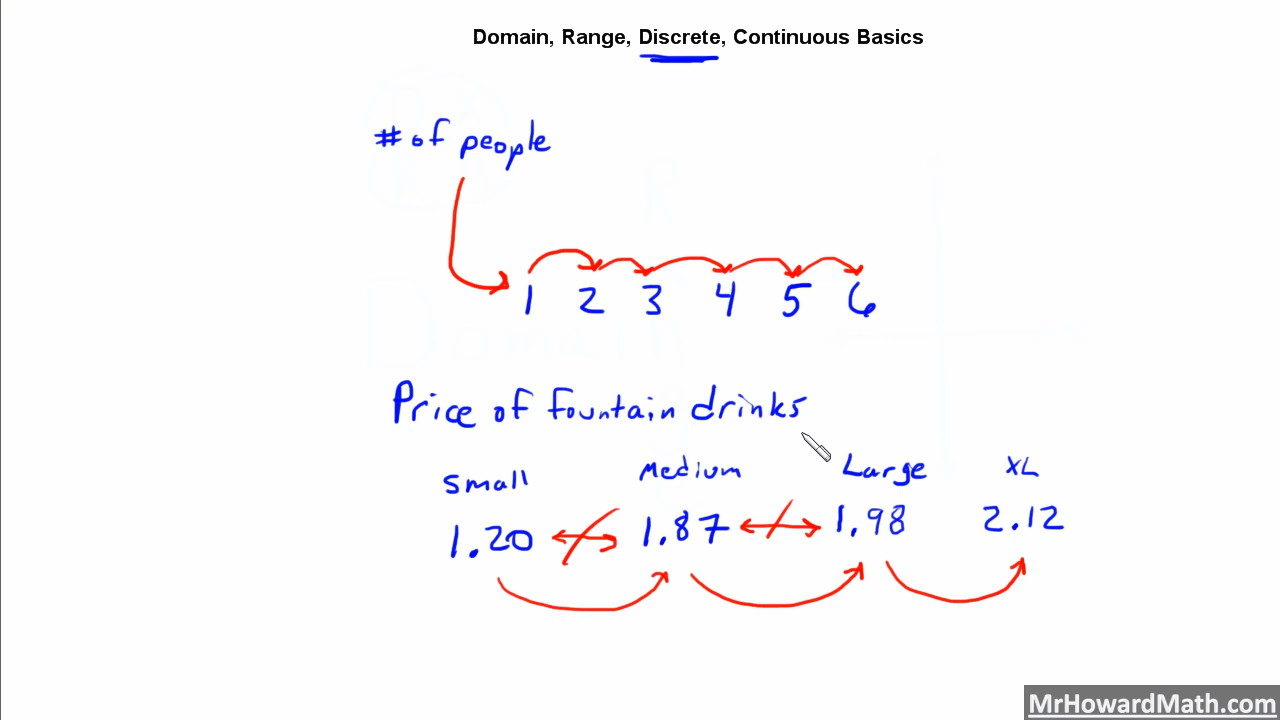 Domain, Range, Discrete, Continuous Basics
# of people
1 2 3 4 5 6
Price of fountain drinks
Small Medium Large XL
1.20 1.87 1.98 2.12
MrHowardMath.com